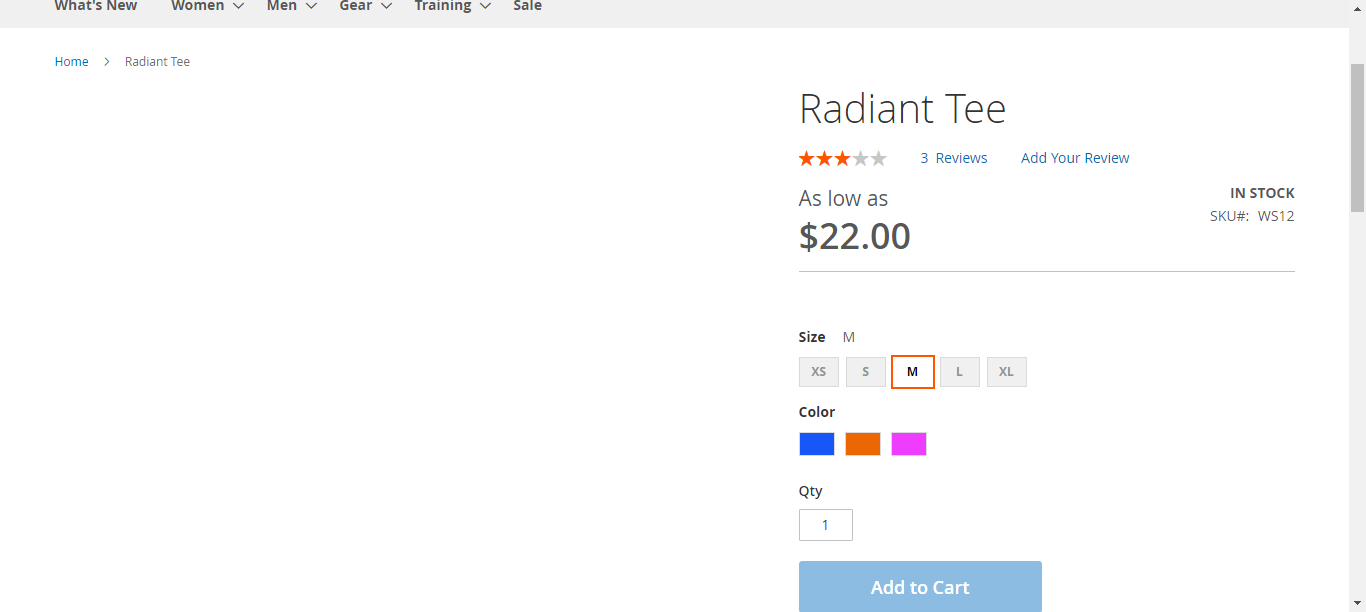 What's New Women Men Gear Training Sale
Home Radiant Tee
Radiant Tee
3 Reviews Add Your Review
As low as
$22.00
IN STOCK
SKU#: WS12
Size M
XS S M L XL
Color
Qty
1
Add to Cart